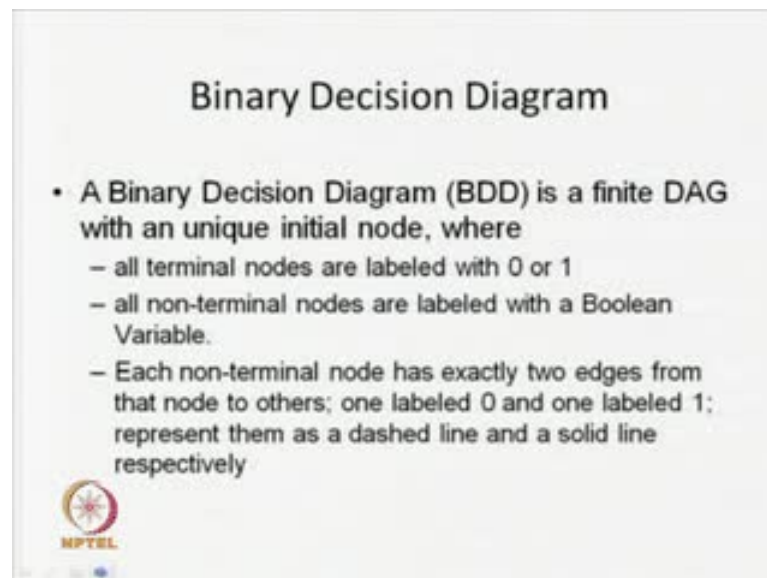 Binary Decision Diagram
• A Binary Decision Diagram (BDD) is a finite DAG
with an unique initial node, where
– all terminal nodes are labeled with 0 or 1
– all non-terminal nodes are labeled with a Boolean
Variable.
– Each non-terminal node has exactly two edges from
that node to others; one labeled 0 and one labeled 1;
represent them as a dashed line and a solid line
respectively
NPTEL